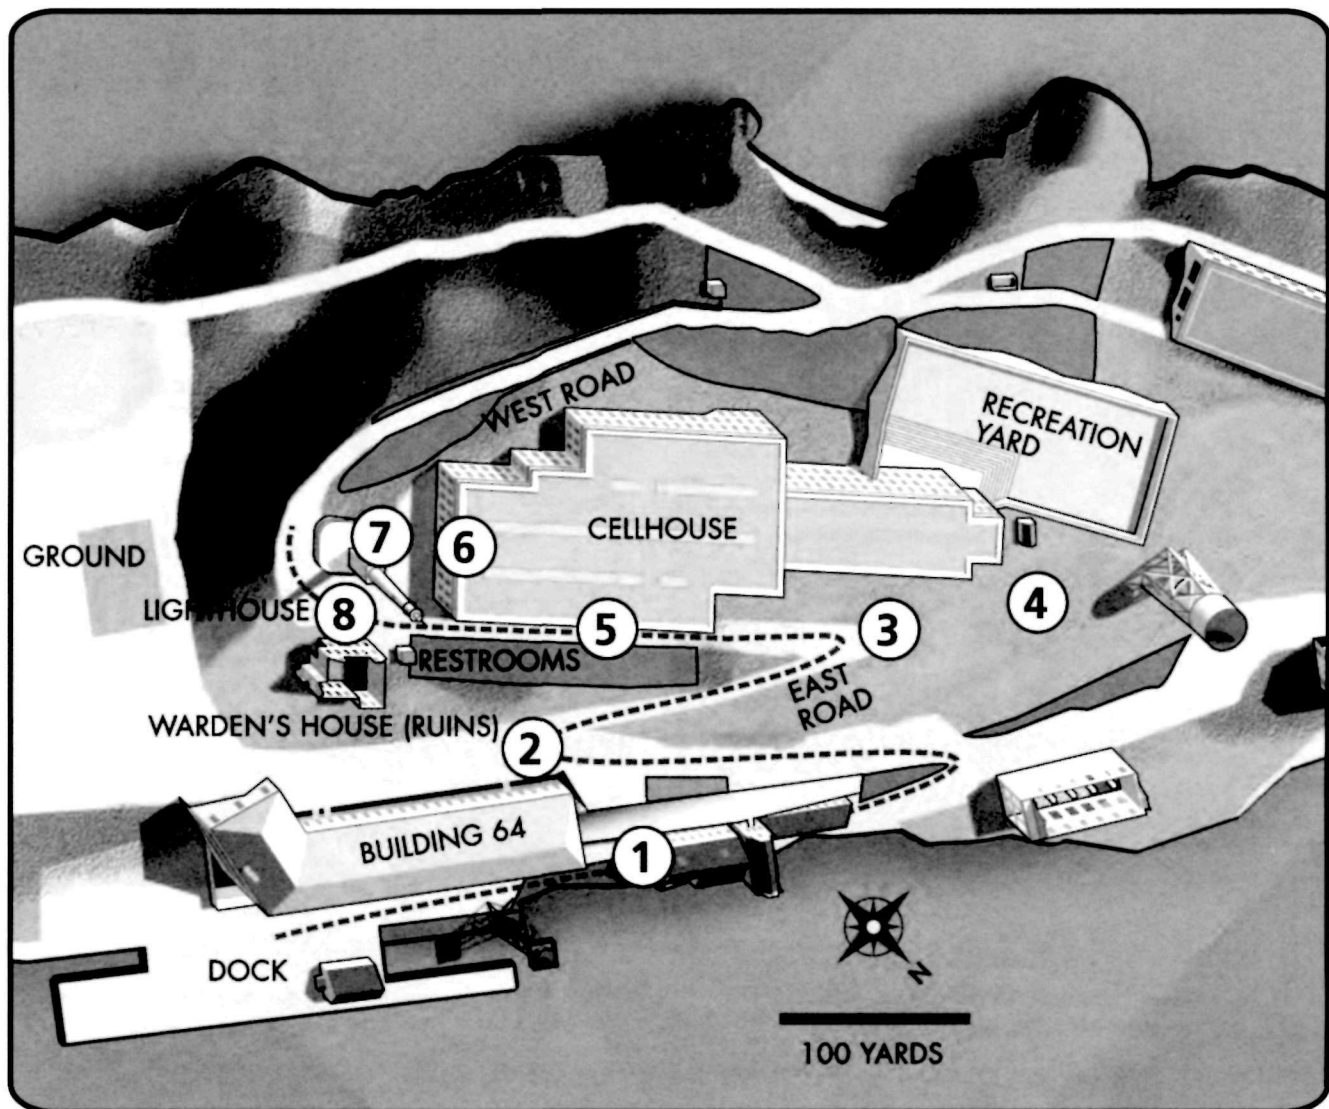 WEST ROAD
RECREATION
YARD
CELLHOUSE
GROUND
7
6
LIGHTHOUSE
8
5
3
4
RESTROOMS
EAST
ROAD
WARDEN'S HOUSE (RUINS)
2
BUILDING 64
1
DOCK
N
100 YARDS